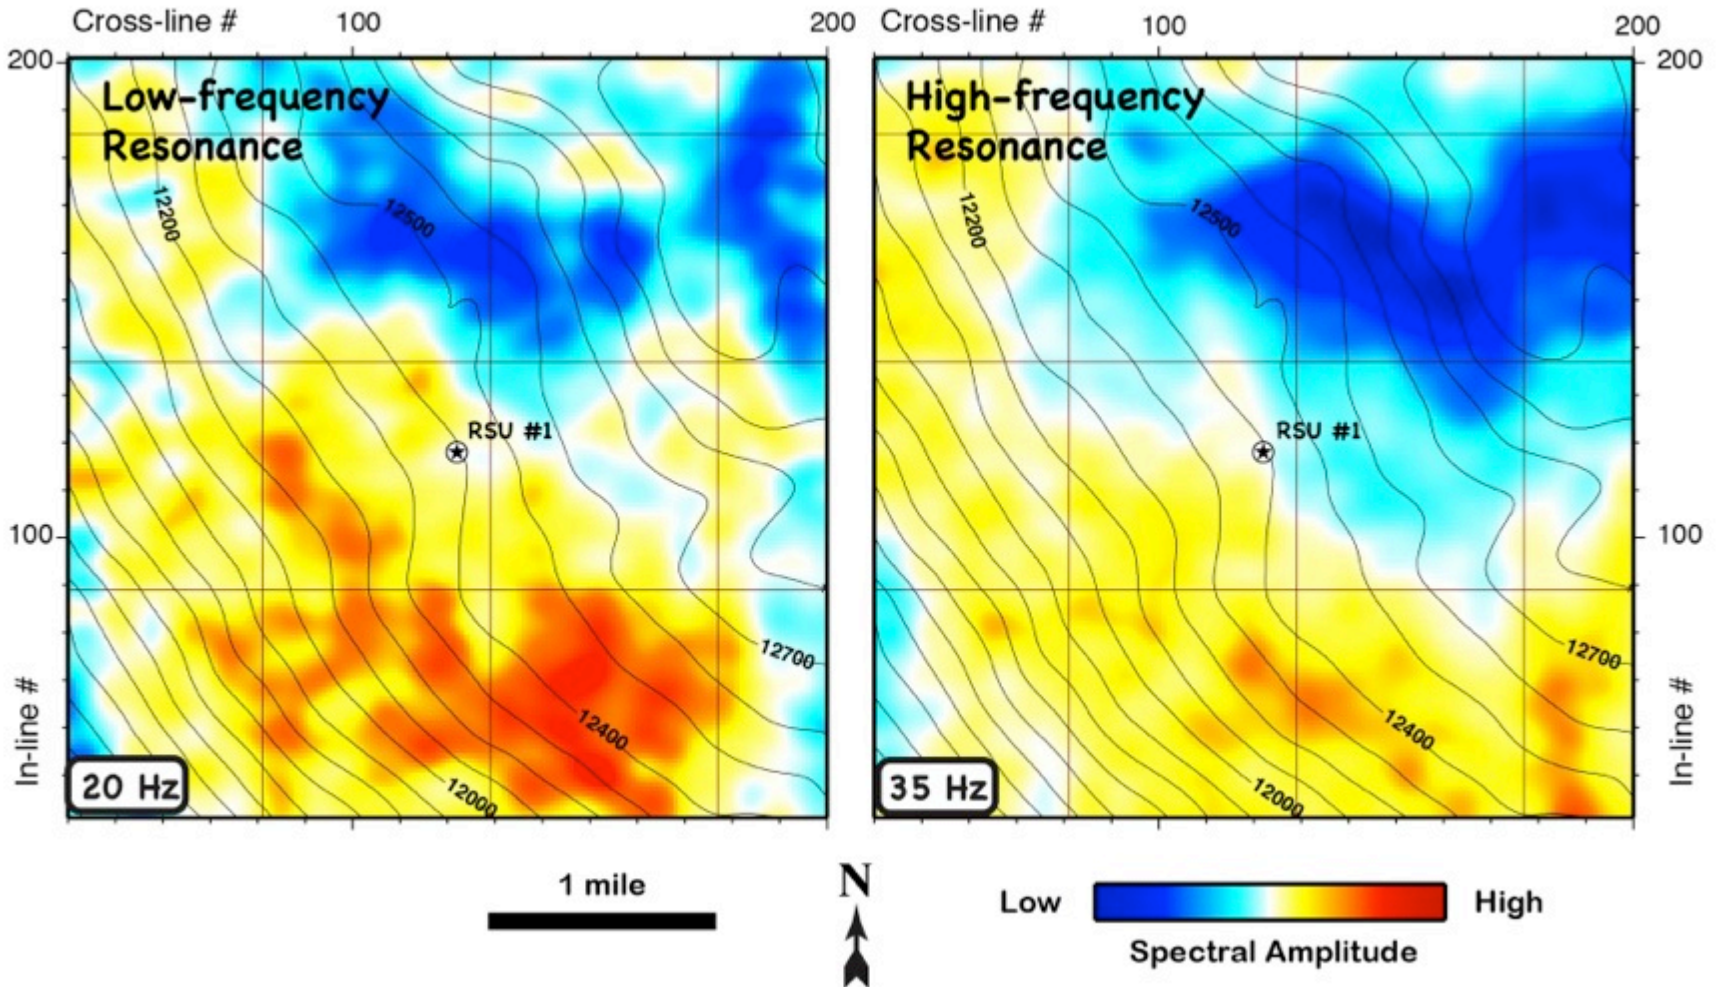 Cross-line # 100 200 Cross-line # 100 200
200 200
Low-frequency High-frequency
Resonance Resonance
12200 12200
12500 12500
RSU #1 RSU #1
100 100
12700 12700
In-line # 12400 12400 In-line #
20 Hz 12000 35 Hz 12000
1 mile N
Low High
Spectral Amplitude